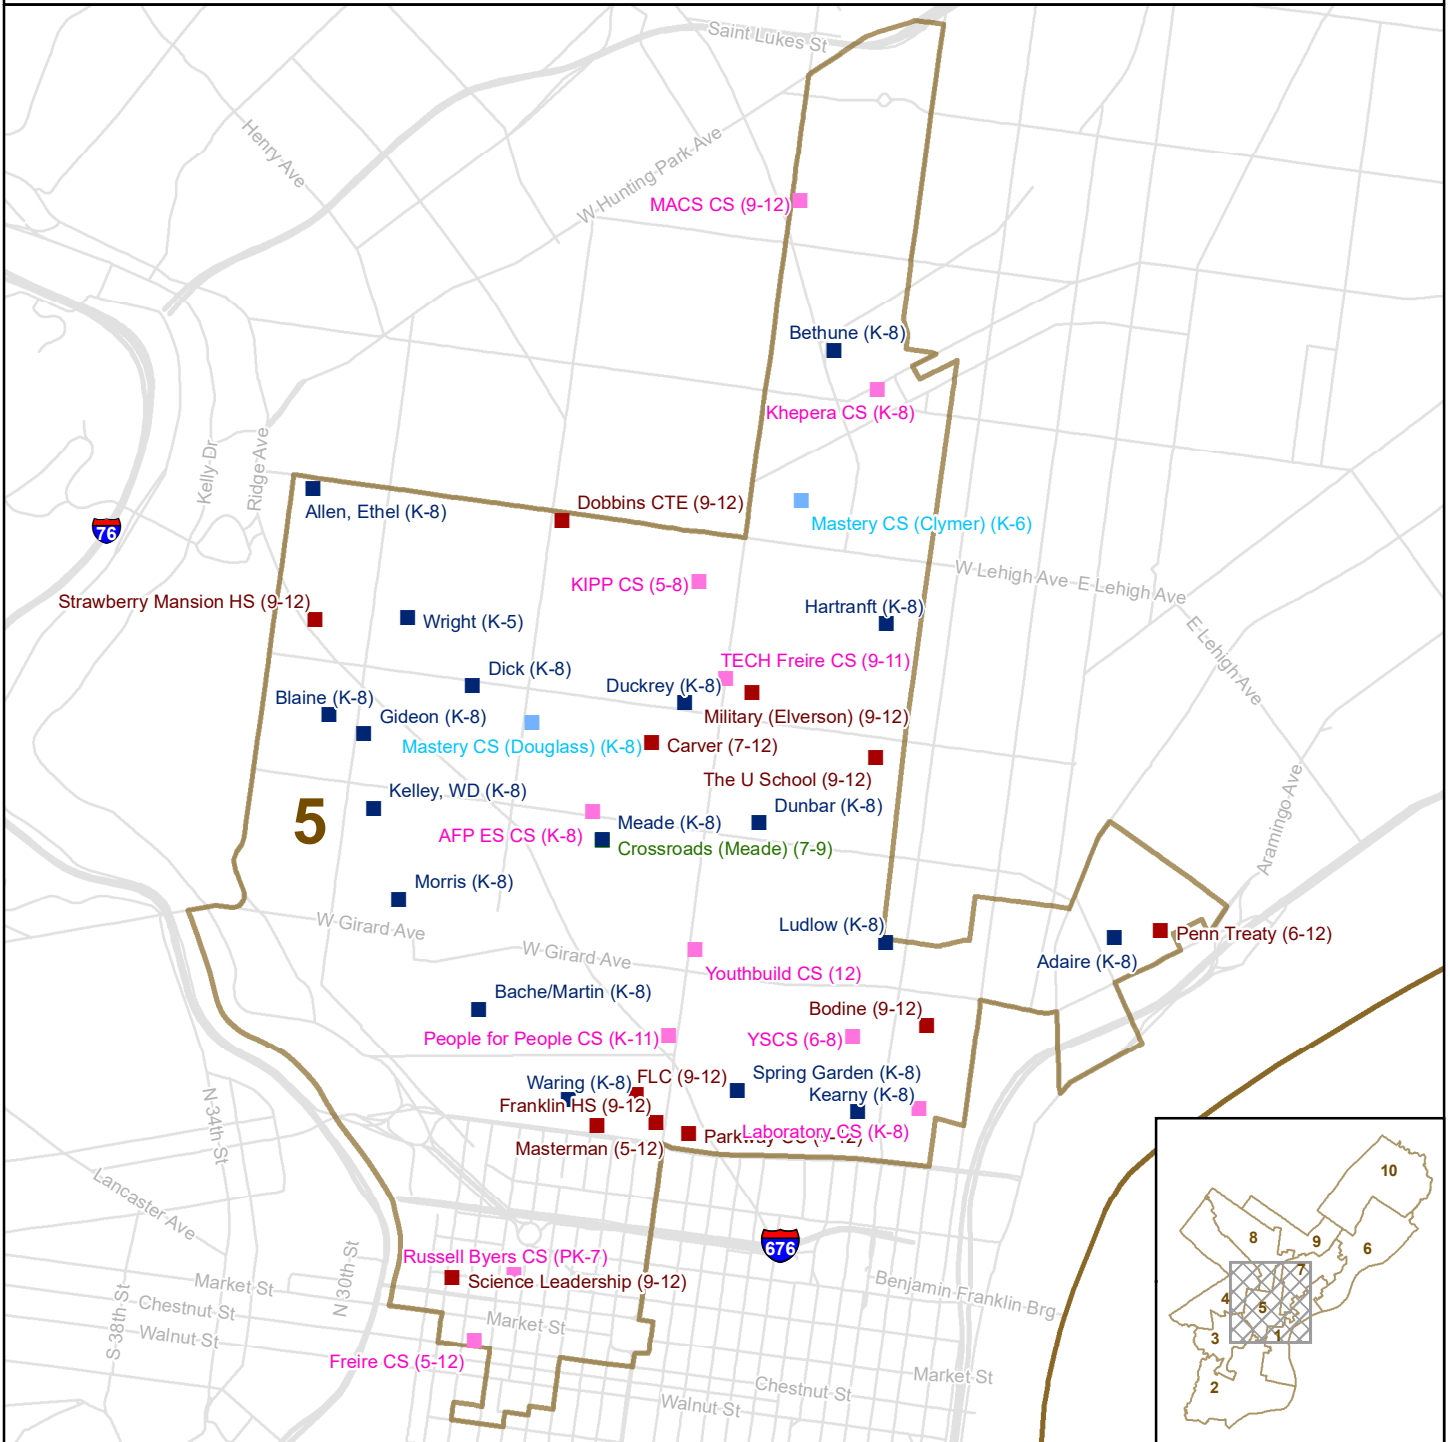 Saint Lukes St
Henry Ave
W Hunting Park Ave
MACS CS (9-12)
Bethune (K-8)
Khepera CS (K-8)
Kelly Dr
Ridge Ave
Allen, Ethel (K-8)
Dobbins CTE (9-12)
Mastery CS (Clymer) (K-6)
76
W Lehigh Ave
E Lehigh Ave
KIPP CS (5-8)
Strawberry Mansion HS (9-12)
Wright (K-5)
Hartranft (K-8)
E Lehigh Ave
TECH Freire CS (9-11)
Dick (K-8)
Duckrey (K-8)
Blaine (K-8)
Gideon (K-8)
Military (Elverson) (9-12)
Mastery CS (Douglass) (K-8)
Carver (7-12)
The U School (9-12)
Kelley, WD (K-8)
Dunbar (K-8)
5
Meade (K-8)
AFP ES CS (K-8)
Crossroads (Meade) (7-9)
Aramingo Ave
Morris (K-8)
W Girard Ave
Ludlow (K-8)
Penn Treaty (6-12)
W Girard Ave
Adaire (K-8)
Youthbuild CS (12)
Bache/Martin (K-8)
Bodine (9-12)
People for People CS (K-11)
YSCS (6-8)
Spring Garden (K-8)
FLC (9-12)
Waring (K-8)
Kearny (K-8)
Franklin HS (9-12)
Laboratory CS (K-8)
Parkway
Masterman (5-12)
N 34th St
Lancaster Ave
10
8
9
6
7
4
5
3
1
2
676
N 30th St
Russell Byers CS (PK-7)
Science Leadership (9-12)
Market St
Chestnut St
Walnut St
S 38th St
Benjamin Franklin Brg
Market St
Freire CS (5-12)
Market St
Chestnut St
Walnut St